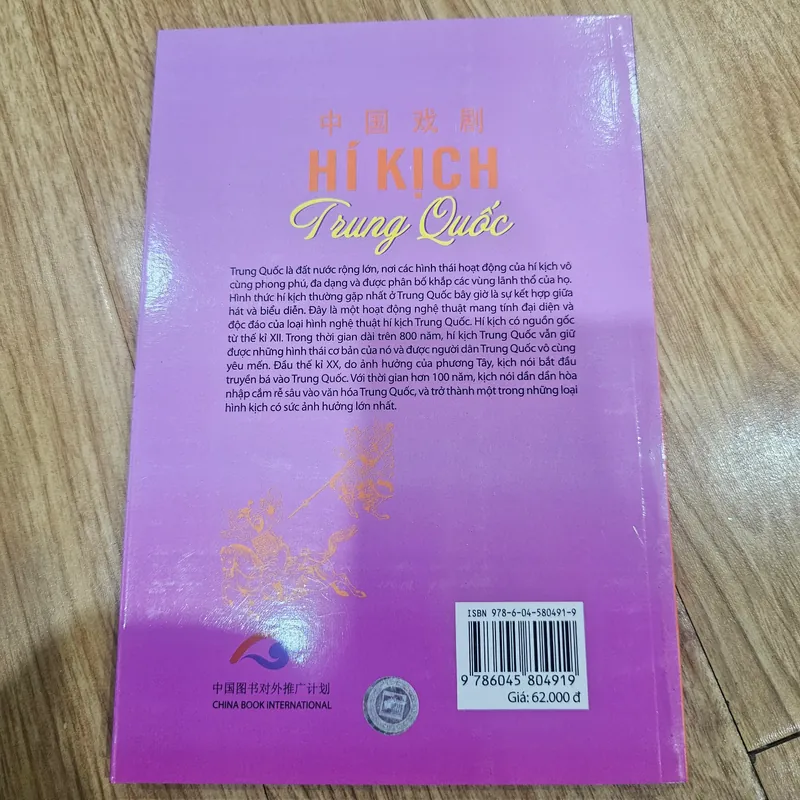 中国戏剧
HÍ KỊCH
Trung Quốc
Trung Quốc là đất nước rộng lớn, nơi các hình thái hoạt động của hí kịch vô
cùng phong phú, đa dạng và được phân bố khắp các vùng lãnh thổ của họ.
Hình thức hí kịch thường gặp nhất ở Trung Quốc bây giờ là sự kết hợp giữa
hát và biểu diễn. Đây là một hoạt động nghệ thuật mang tính đại diện và
độc đáo của loại hình nghệ thuật hí kịch Trung Quốc. Hí kịch có nguồn gốc
từ thế kỉ XII. Trong thời gian dài trên 800 năm, hí kịch Trung Quốc vẫn giữ
được những hình thái cơ bản của nó và được người dân Trung Quốc vô cùng
yêu mến. Đầu thế kỉ XX, do ảnh hưởng của phương Tây, kịch nói bắt đầu
truyền bá vào Trung Quốc. Với thời gian hơn 100 năm, kịch nói dần dần hòa
nhập cắm rễ sâu vào văn hóa Trung Quốc, và trở thành một trong những loại
hình kịch có sức ảnh hưởng lớn nhất.
中国图书对外推广计划
CHINA BOOK INTERNATIONAL
ISBN 978-6-04-580491-9
9 786045 804919
Giá: 62.000 đ